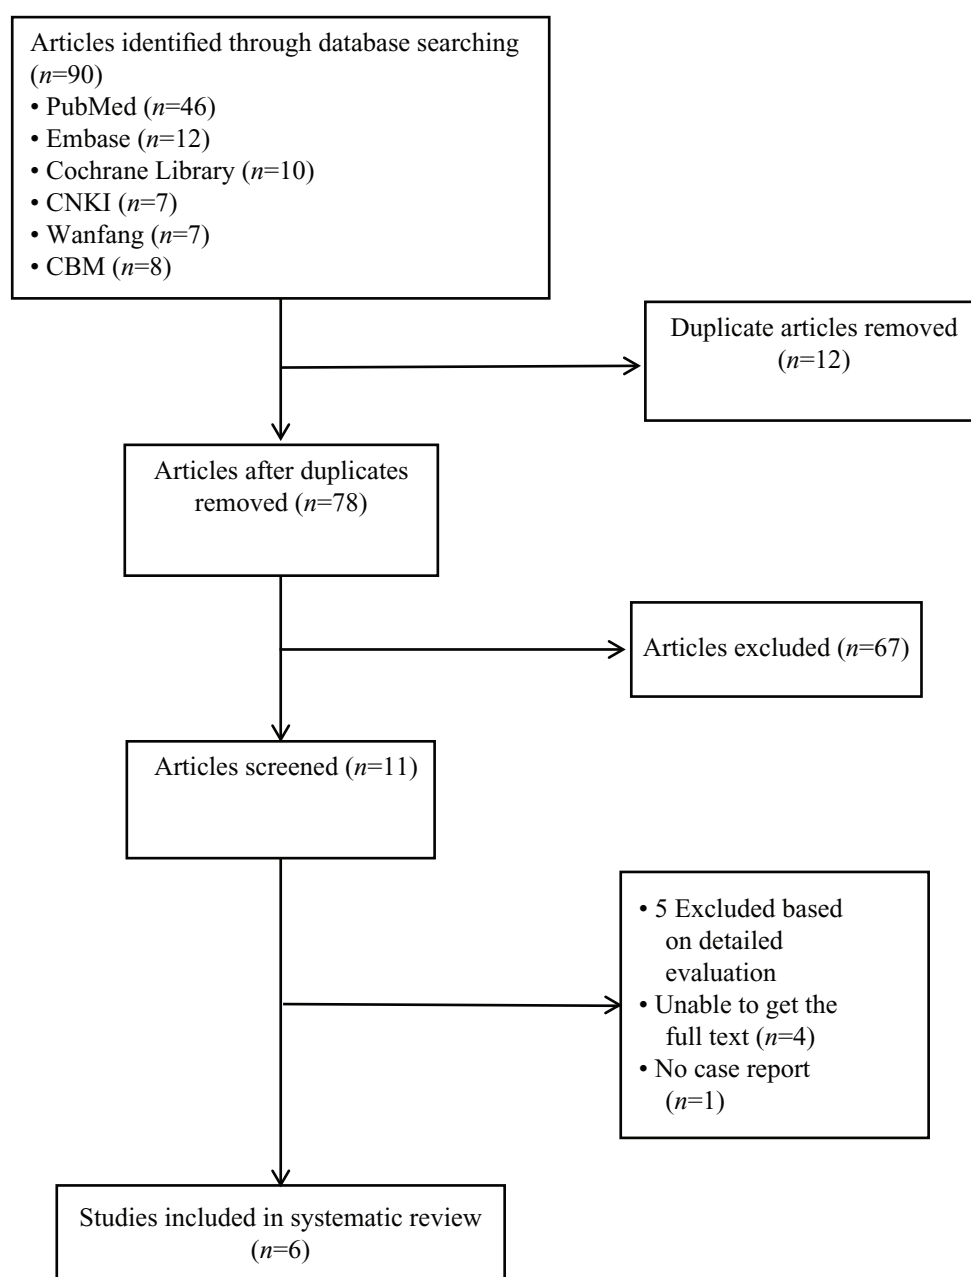 Articles identified through database searching
(n=90)
• PubMed (n=46)
• Embase (n=12)
• Cochrane Library (n=10)
• CNKI (n=7)
• Wanfang (n=7)
• CBM (n=8)
Duplicate articles removed
(n=12)
Articles after duplicates
removed (n=78)
Articles excluded (n=67)
Articles screened (n=11)
• 5 Excluded based
on detailed
evaluation
• Unable to get the
full text (n=4)
• No case report
(n=1)
Studies included in systematic review
(n=6)